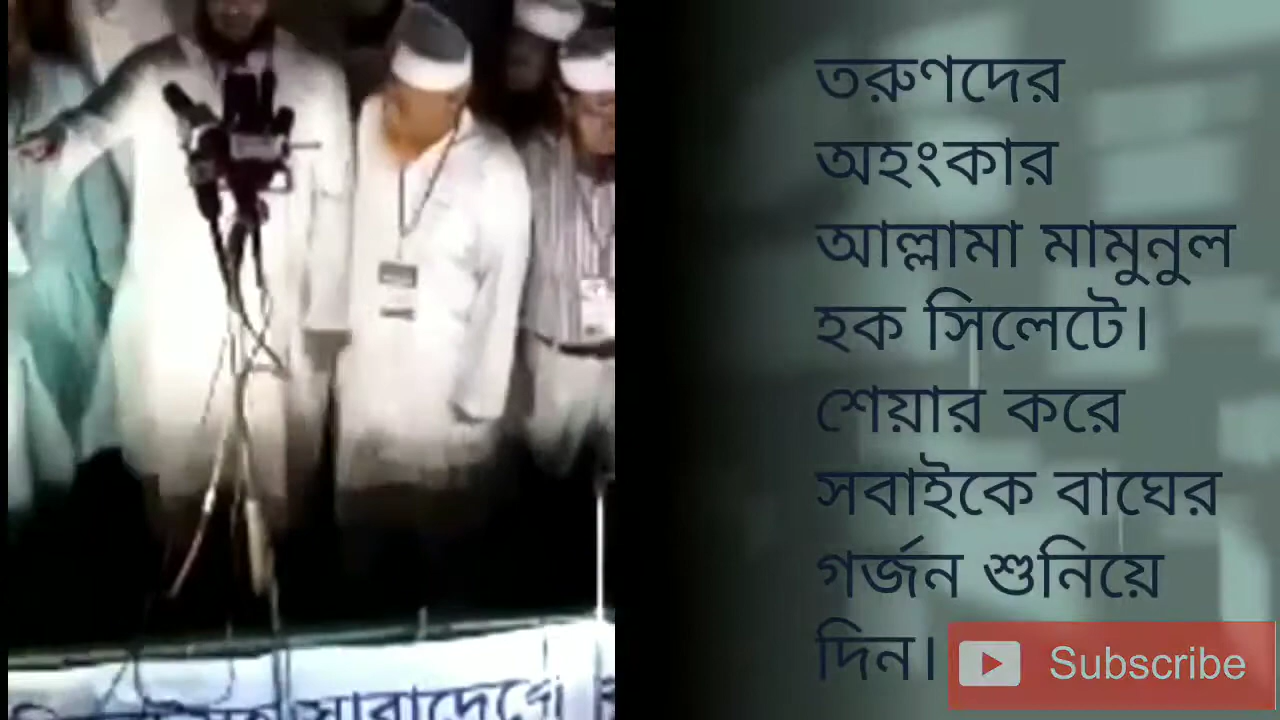 তরুণদের
অহংকার
আল্লামা মামুনুল
হক সিলেটে।
শেয়ার করে
সবাইকে বাঘের
গর্জন শুনিয়ে
দিন।
Subscribe
সারাদেশে